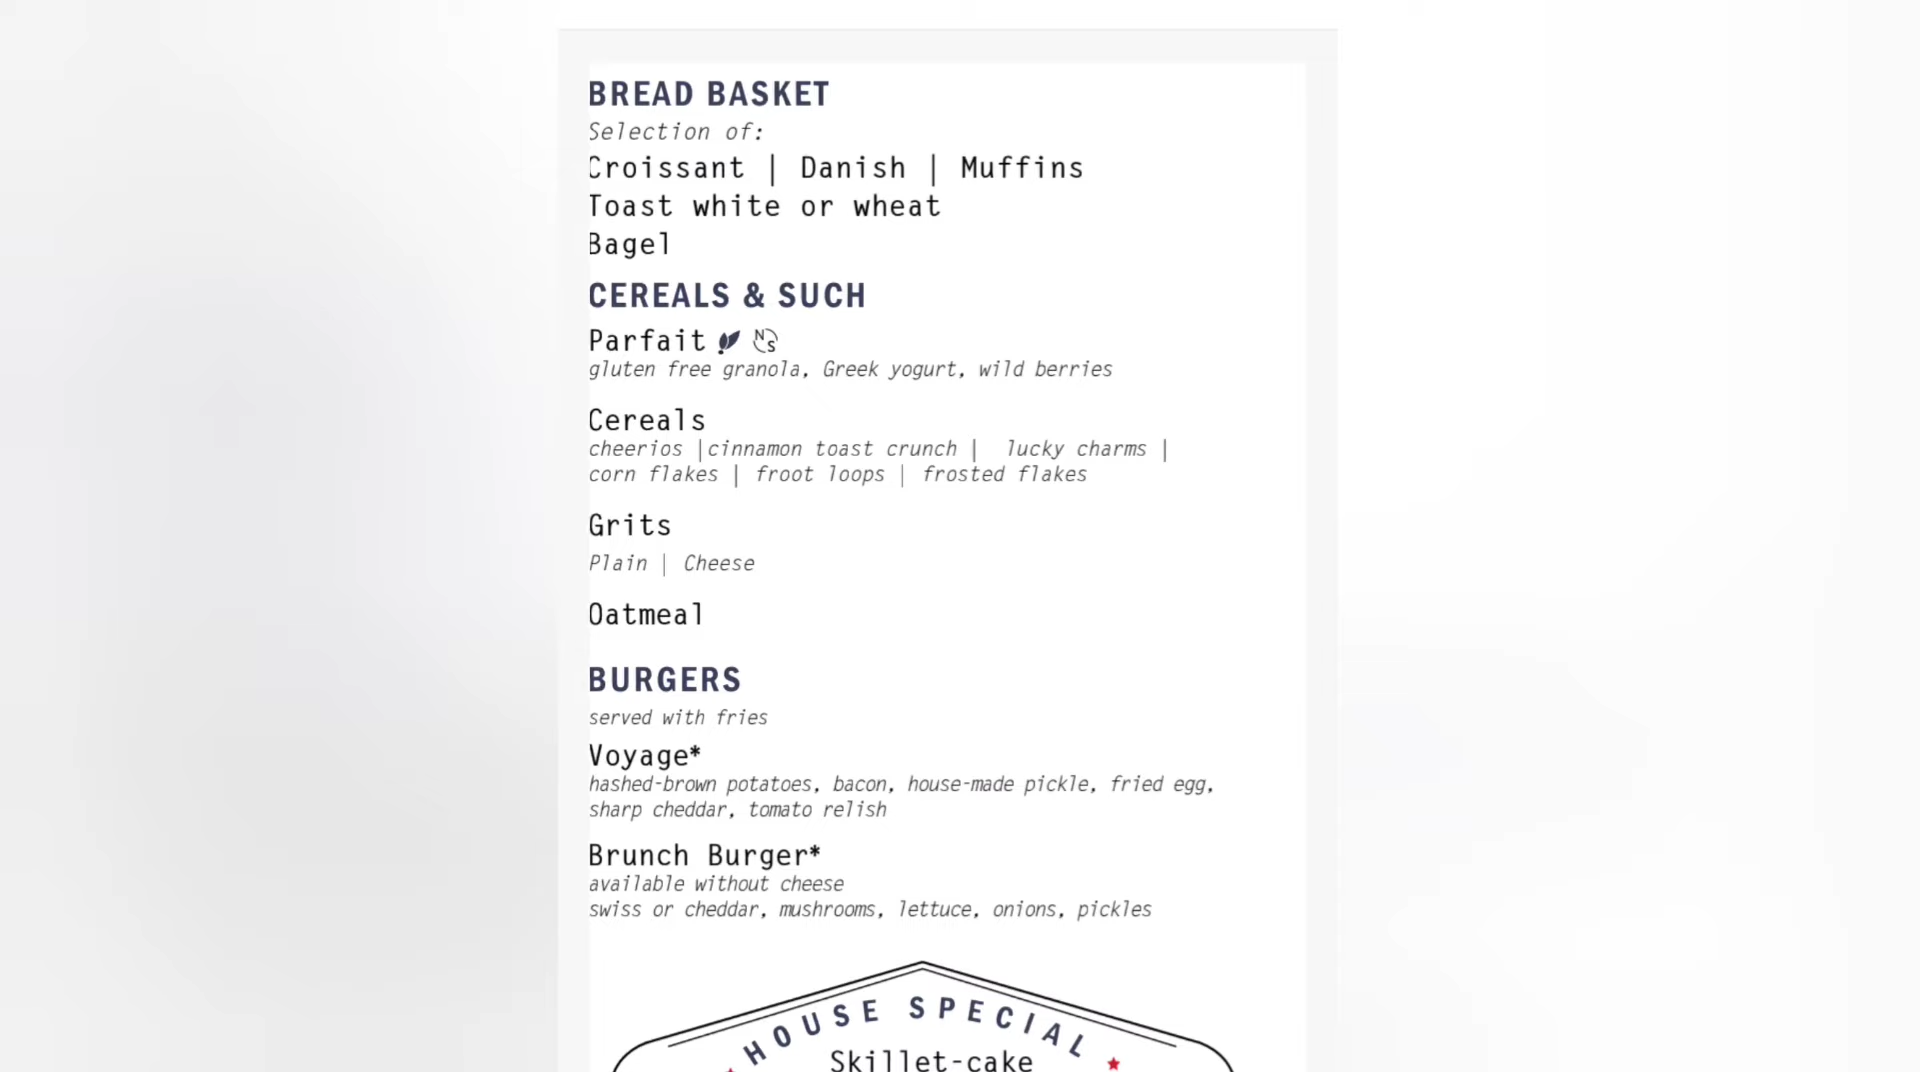 BREAD BASKET
Selection of:
Croissant | Danish | Muffins
Toast white or wheat
Bagel
CEREALS & SUCH
Parfait NS
gluten free granola, Greek yogurt, wild berries
Cereals
cheerios |cinnamon toast crunch | lucky charms |
corn flakes | froot loops | frosted flakes
Grits
Plain | Cheese
Oatmeal
BURGERS
served with fries
Voyage*
hashed-brown potatoes, bacon, house-made pickle, fried egg,
sharp cheddar, tomato relish
Brunch Burger*
available without cheese
swiss or cheddar, mushrooms, lettuce, onions, pickles
HOUSE SPECIAL
Skillet-cake